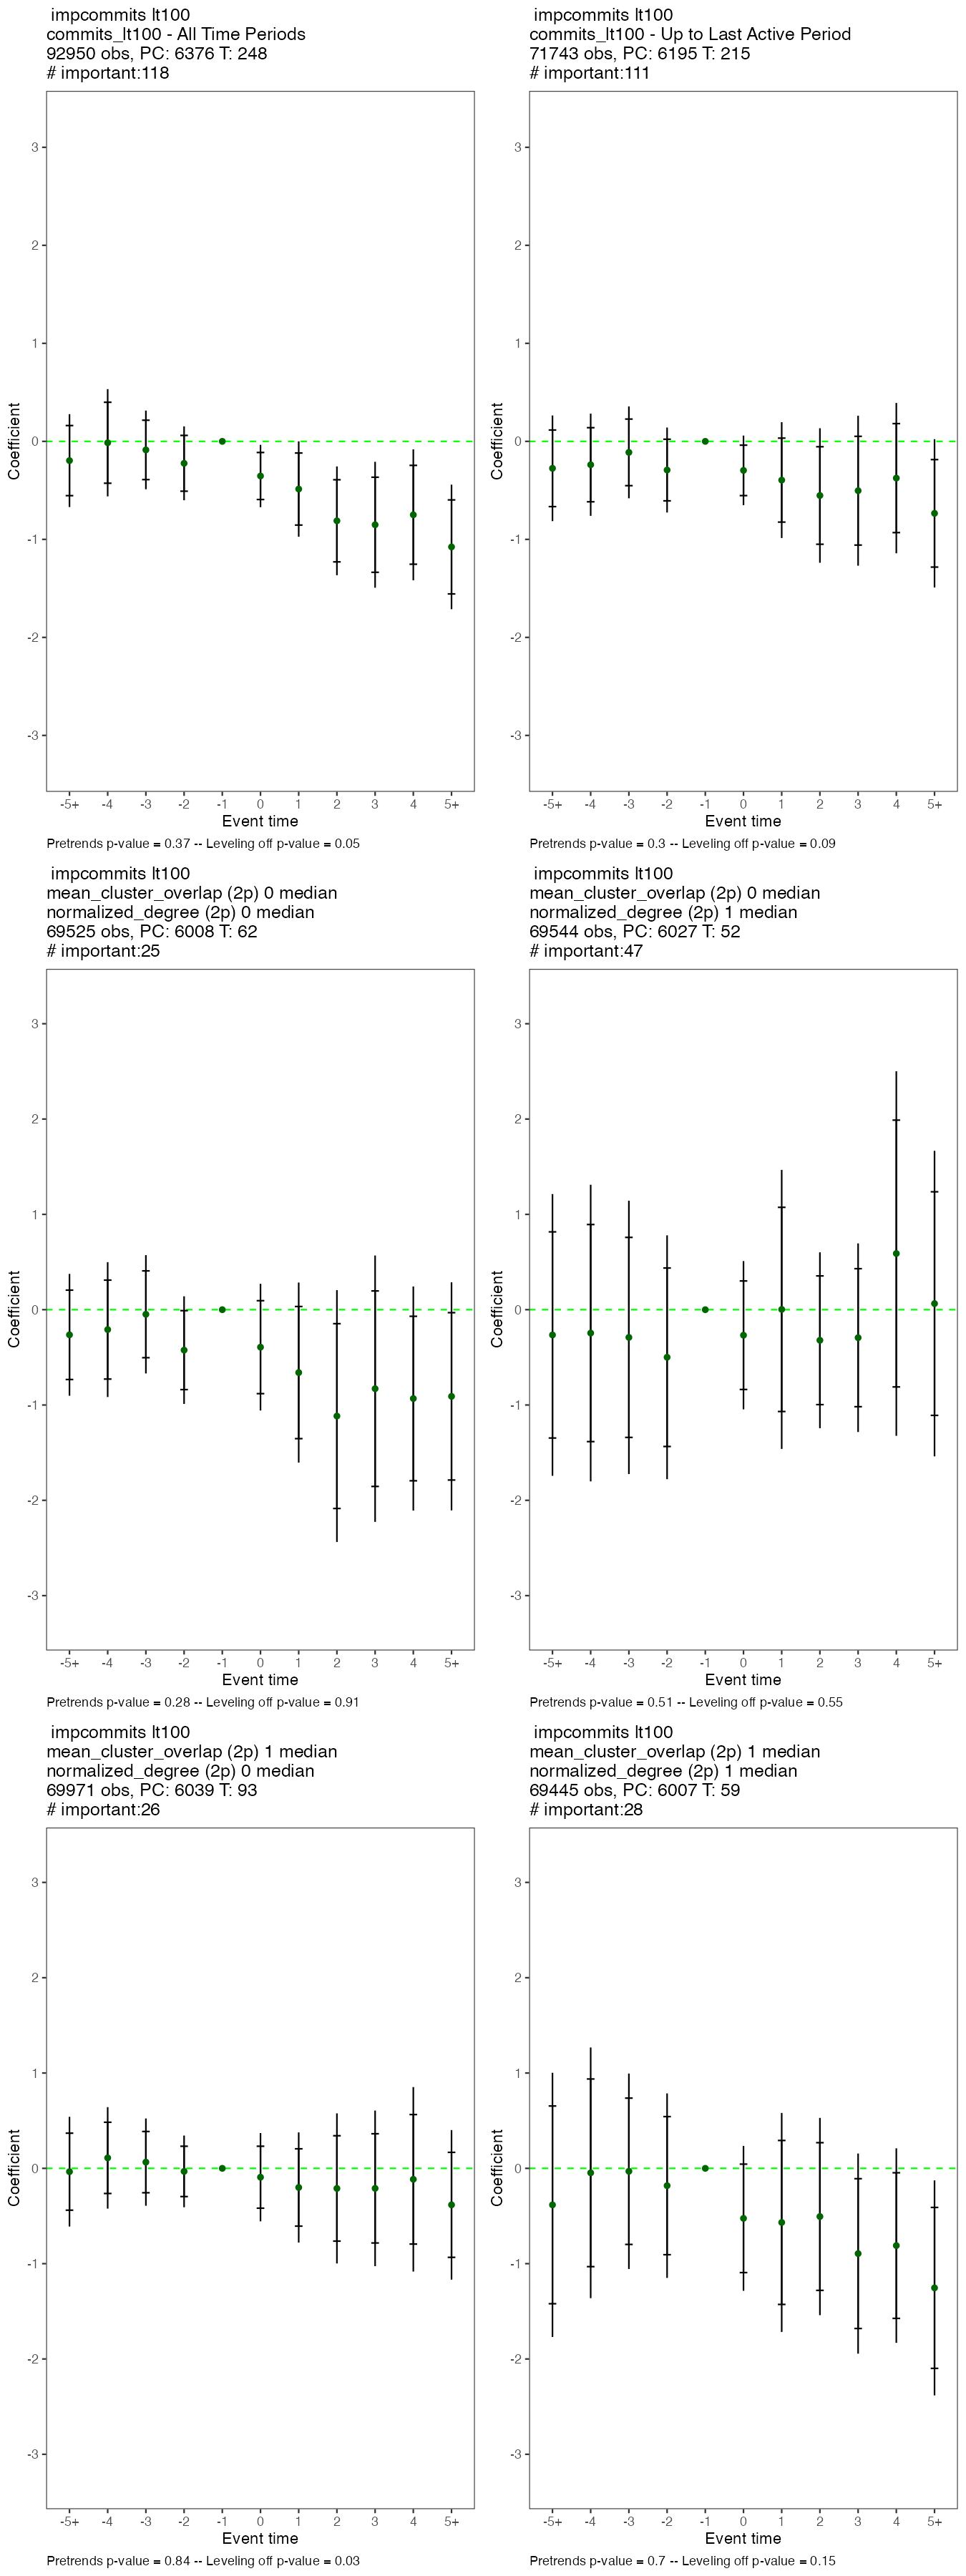 impcommits lt100
commits_lt100 - All Time Periods
92950 obs, PC: 6376 T: 248
# important:118
3
2
1
0
-1
-2
-3
Coefficient
-5+ -4 -3 -2 -1 0 1 2 3 4 5+
Event time
Pretrends p-value = 0.37 -- Leveling off p-value = 0.05
impcommits lt100
commits_lt100 - Up to Last Active Period
71743 obs, PC: 6195 T: 215
# important:111
3
2
1
0
-1
-2
-3
Coefficient
-5+ -4 -3 -2 -1 0 1 2 3 4 5+
Event time
Pretrends p-value = 0.3 -- Leveling off p-value = 0.09
impcommits lt100
mean_cluster_overlap (2p) 0 median
normalized_degree (2p) 0 median
69525 obs, PC: 6008 T: 62
# important:25
3
2
1
0
-1
-2
-3
Coefficient
-5+ -4 -3 -2 -1 0 1 2 3 4 5+
Event time
Pretrends p-value = 0.28 -- Leveling off p-value = 0.91
impcommits lt100
mean_cluster_overlap (2p) 0 median
normalized_degree (2p) 1 median
69544 obs, PC: 6027 T: 52
# important:47
3
2
1
0
-1
-2
-3
Coefficient
-5+ -4 -3 -2 -1 0 1 2 3 4 5+
Event time
Pretrends p-value = 0.51 -- Leveling off p-value = 0.55
impcommits lt100
mean_cluster_overlap (2p) 1 median
normalized_degree (2p) 0 median
69971 obs, PC: 6039 T: 93
# important:26
3
2
1
0
-1
-2
-3
Coefficient
-5+ -4 -3 -2 -1 0 1 2 3 4 5+
Event time
Pretrends p-value = 0.84 -- Leveling off p-value = 0.03
impcommits lt100
mean_cluster_overlap (2p) 1 median
normalized_degree (2p) 1 median
69445 obs, PC: 6007 T: 59
# important:28
3
2
1
0
-1
-2
-3
Coefficient
-5+ -4 -3 -2 -1 0 1 2 3 4 5+
Event time
Pretrends p-value = 0.7 -- Leveling off p-value = 0.15